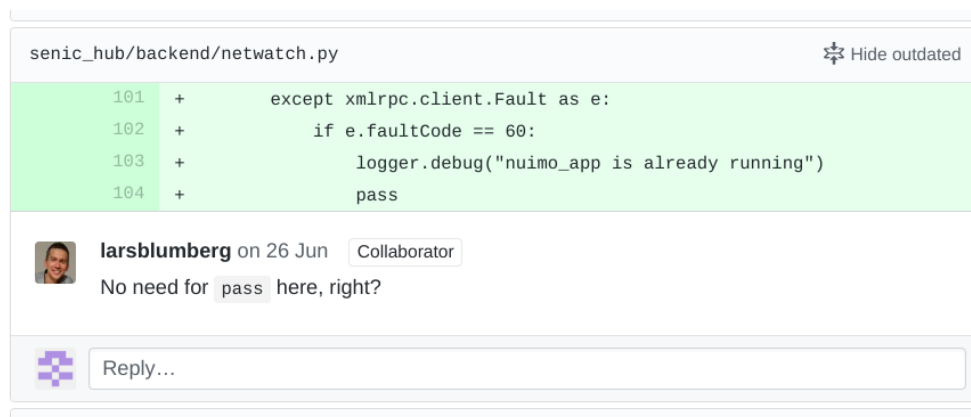 senic_hub/backend/netwatch.py Hide outdated
101 + except xmlrpc.client.Fault as e:
102 + if e.faultCode == 60:
103 + logger.debug("nuimo_app is already running")
104 + pass
larsblumberg on 26 Jun Collaborator
No need for pass here, right?
Reply…